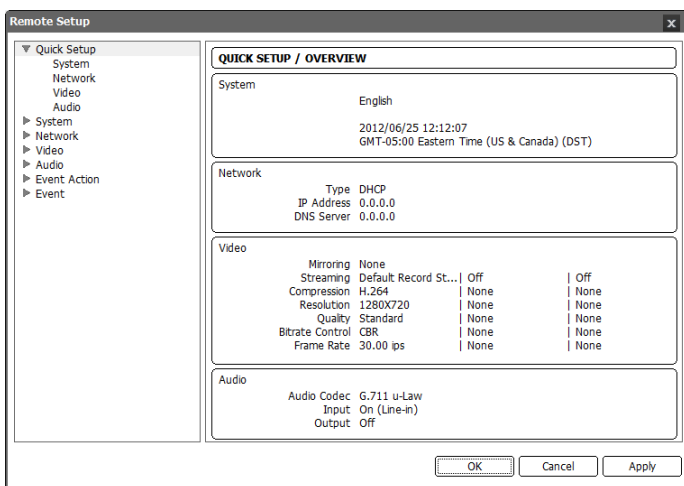 Remote Setup
x
Quick Setup
System
Network
Video
Audio
System
Network
Video
Audio
Event Action
Event
QUICK SETUP / OVERVIEW
System
English
2012/06/25 12:12:07
GMT-05:00 Eastern Time (US & Canada) (DST)
Network
Type DHCP
IP Address 0.0.0.0
DNS Server 0.0.0.0
Video
Mirroring None
Streaming Default Record St...| Off | Off
Compression H.264 | None | None
Resolution 1280X720 | None | None
Quality Standard | None | None
Bitrate Control CBR | None | None
Frame Rate 30.00 ips | None | None
Audio
Audio Codec G.711 u-Law
Input On (Line-in)
Output Off
OK Cancel Apply